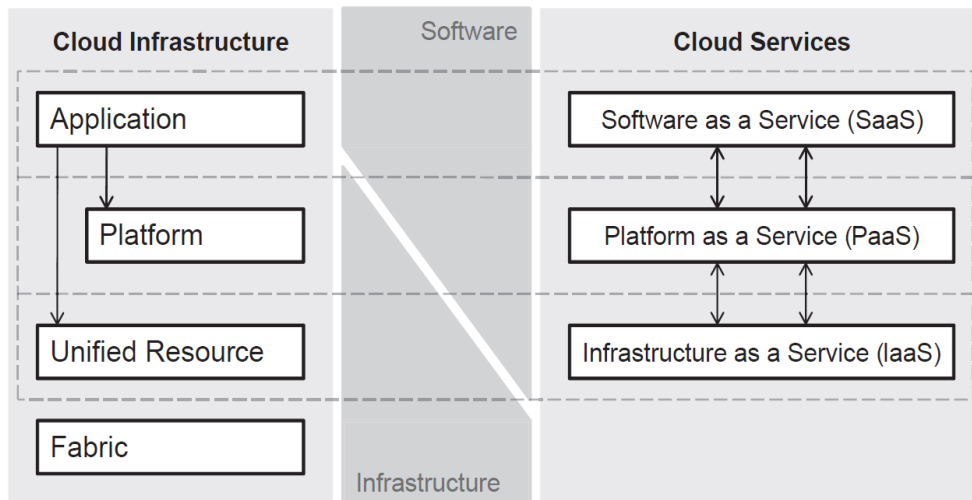 Cloud Infrastructure
Software
Cloud Services
Application
Software as a Service (SaaS)
Platform
Platform as a Service (PaaS)
Unified Resource
Infrastructure as a Service (IaaS)
Fabric
Infrastructure